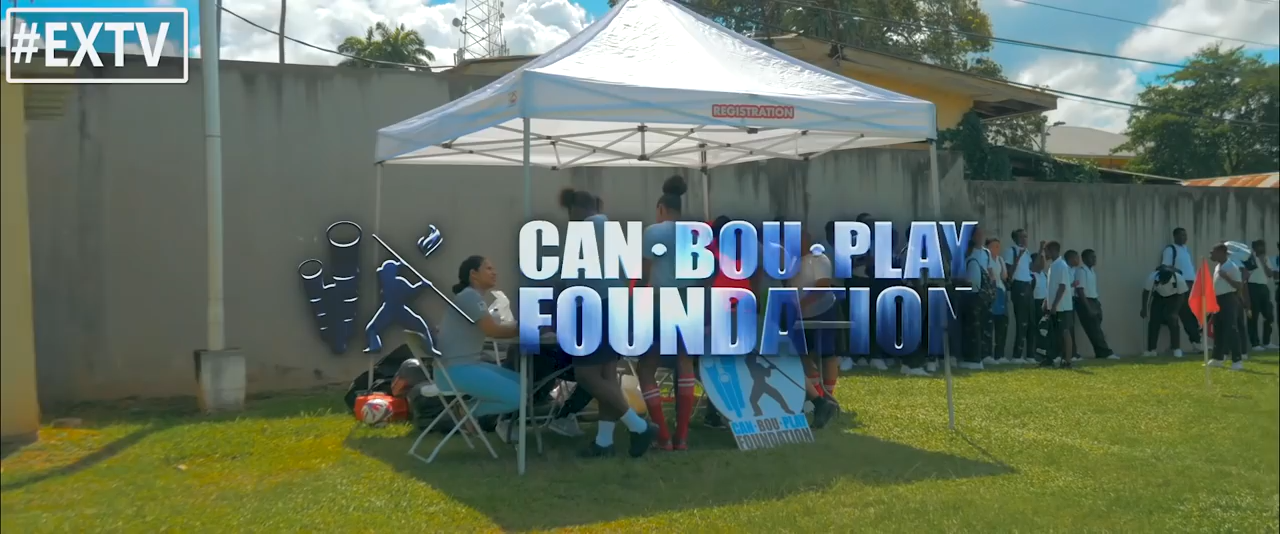 #EXTV
REGISTRATION
CAN·BOU·PLAY
FOUNDATION
CAN·BOU·PLAY
FOUNDATION